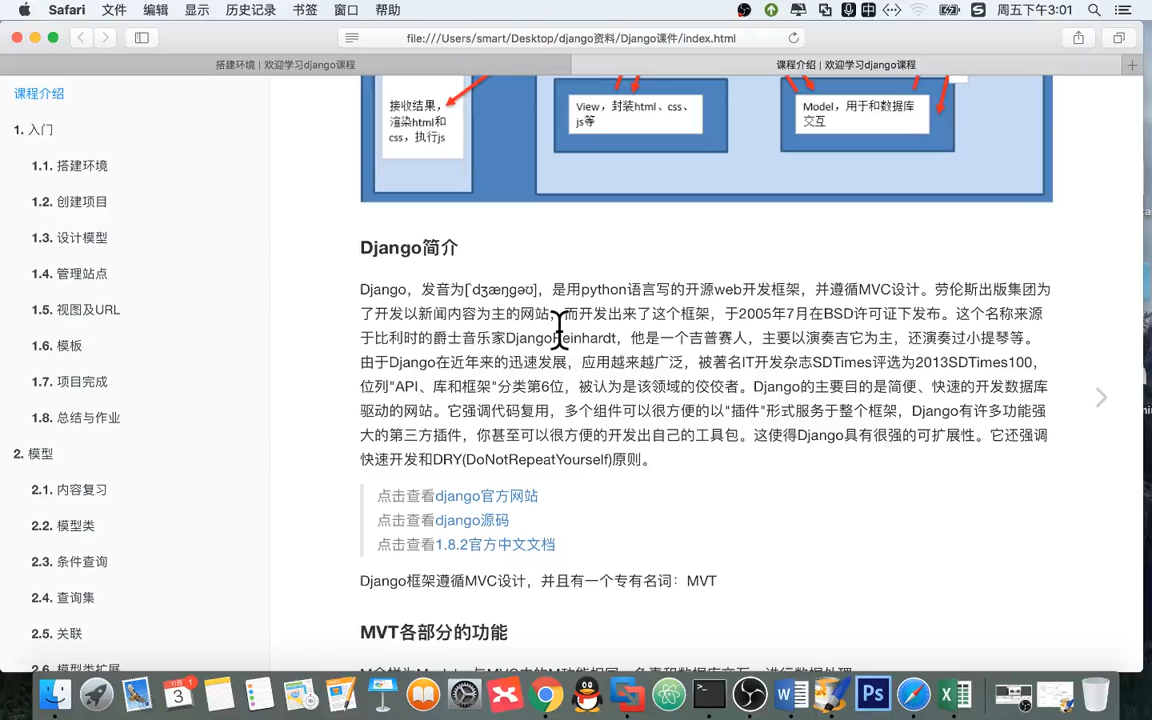 Safari 文件 编辑 显示 历史记录 书签 窗口 帮助 周五下午3:01
file:///Users/smart/Desktop/django资料/Django课件/index.html
搭建环境 | 欢迎学习django课程 课程介绍 | 欢迎学习django课程
课程介绍
1. 入门
1.1. 搭建环境
1.2. 创建项目
1.3. 设计模型
1.4. 管理站点
1.5. 视图及URL
1.6. 模板
1.7. 项目完成
1.8. 总结与作业
2. 模型
2.1. 内容复习
2.2. 模型类
2.3. 条件查询
2.4. 查询集
2.5. 关联
2.6. 模型类扩展
接收结果，
渲染html和
css，执行js
View，封装html、css、
js等
Model，用于和数据库
交互
Django简介
Django，发音为[`dʒæŋɡəʊ]，是用python语言写的开源web开发框架，并遵循MVC设计。劳伦斯出版集团为
了开发以新闻内容为主的网站，而开发出来了这个框架，于2005年7月在BSD许可证下发布。这个名称来源
于比利时的爵士音乐家DjangoReinhardt，他是一个吉普赛人，主要以演奏吉它为主，还演奏过小提琴等。
由于Django在近年来的迅速发展，应用越来越广泛，被著名IT开发杂志SDTimes评选为2013SDTimes100，
位列"API、库和框架"分类第6位，被认为是该领域的佼佼者。Django的主要目的是简便、快速的开发数据库
驱动的网站。它强调代码复用，多个组件可以很方便的以"插件"形式服务于整个框架，Django有许多功能强
大的第三方插件，你甚至可以很方便的开发出自己的工具包。这使得Django具有很强的可扩展性。它还强调
快速开发和DRY(DoNotRepeatYourself)原则。
点击查看django官方网站
点击查看django源码
点击查看1.8.2官方中文文档
Django框架遵循MVC设计，并且有一个专有名词：MVT
MVT各部分的功能